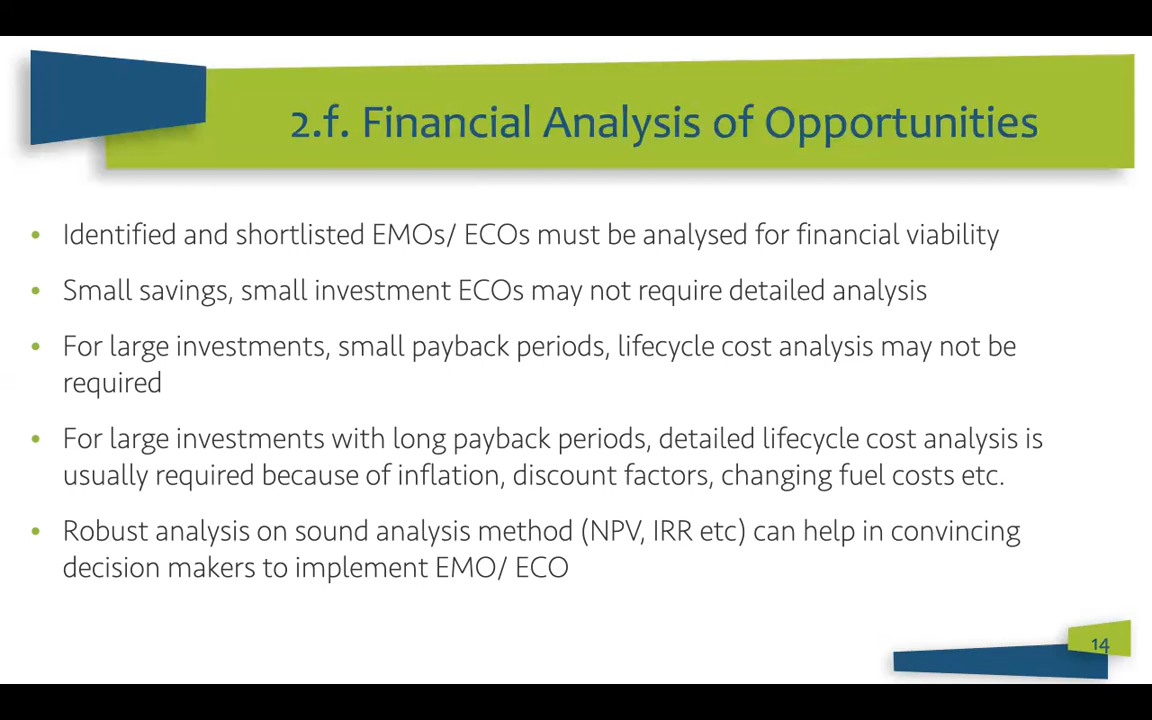 2.f. Financial Analysis of Opportunities
• Identified and shortlisted EMOs/ ECOs must be analysed for financial viability
• Small savings, small investment ECOs may not require detailed analysis
• For large investments, small payback periods, lifecycle cost analysis may not be
required
• For large investments with long payback periods, detailed lifecycle cost analysis is
usually required because of inflation, discount factors, changing fuel costs etc.
• Robust analysis on sound analysis method (NPV, IRR etc) can help in convincing
decision makers to implement EMO/ ECO
14